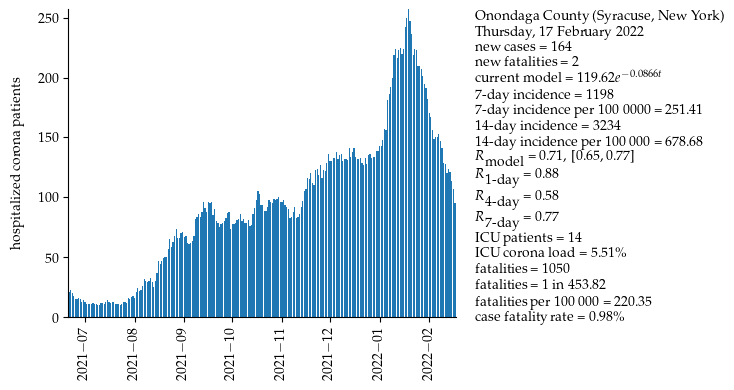 Onondaga County (Syracuse, New York)
Thursday, 17 February 2022
new cases = 164
new fatalities = 2
current model = 119.62e^{−0.0866t}
7-day incidence = 1198
7-day incidence per 100 0000 = 251.41
14-day incidence = 3234
14-day incidence per 100 000 = 678.68
R_model = 0.71, [0.65, 0.77]
R_1-day = 0.88
R_4-day = 0.58
R_7-day = 0.77
ICU patients = 14
ICU corona load = 5.51%
fatalities = 1050
fatalities = 1 in 453.82
fatalities per 100 000 = 220.35
case fatality rate = 0.98%
hospitalized corona patients
250
200
150
100
50
0
2021−07
2021−08
2021−09
2021−10
2021−11
2021−12
2022−01
2022−02